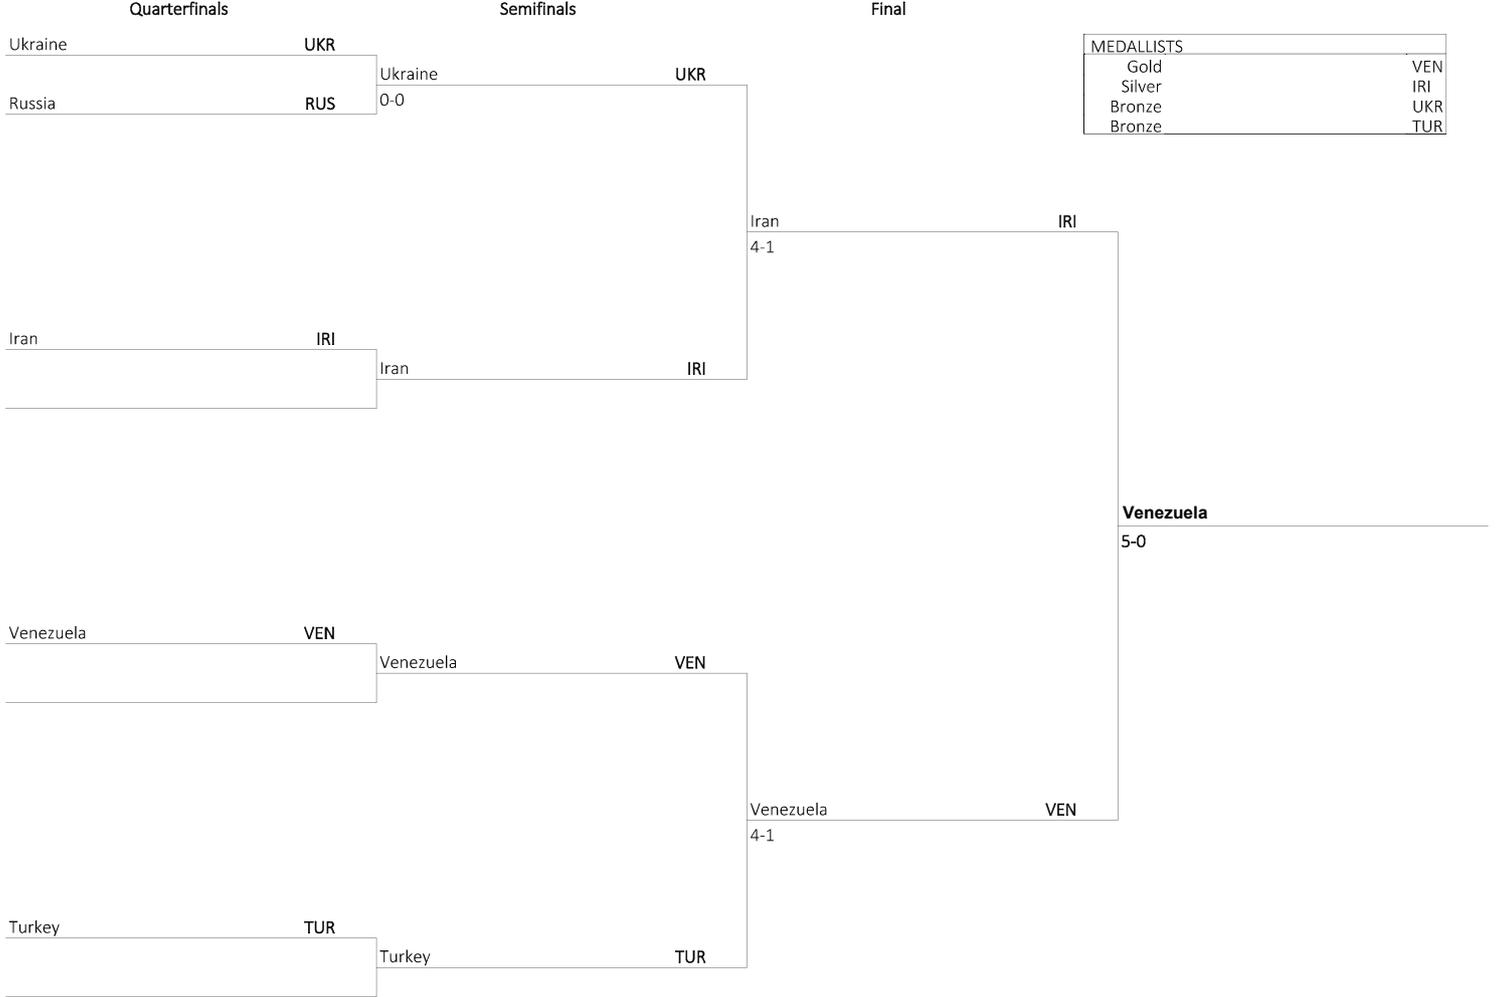 Quarterfinals Semifinals Final
Ukraine UKR
MEDALLISTS
Gold VEN
Ukraine UKR
Silver IRI
0-0
Russia RUS
Bronze UKR
Bronze TUR
Iran IRI
4-1
Iran IRI
Iran IRI
Venezuela
5-0
Venezuela VEN
Venezuela VEN
Venezuela VEN
4-1
Turkey TUR
Turkey TUR